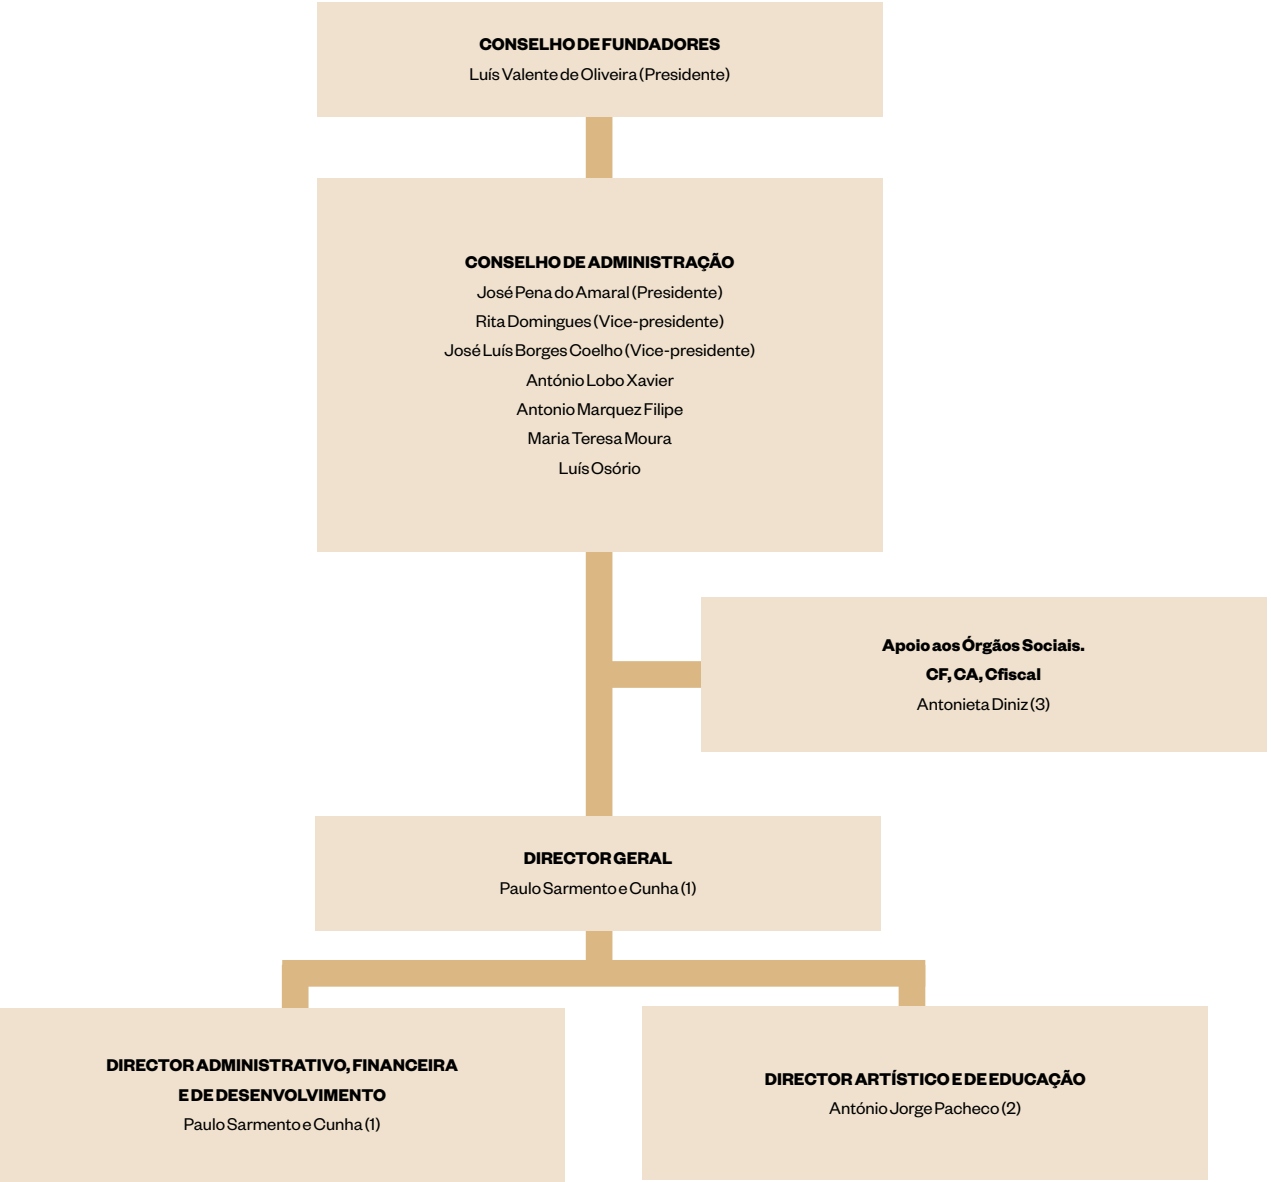 CONSELHO DE FUNDADORES
Luís Valente de Oliveira (Presidente)
CONSELHO DE ADMINISTRAÇÃO
José Pena do Amaral (Presidente)
Rita Domingues (Vice-presidente)
José Luís Borges Coelho (Vice-presidente)
António Lobo Xavier
Antonio Marquez Filipe
Maria Teresa Moura
Luís Osório
Apoio aos Órgãos Sociais.
CF, CA, Cfiscal
Antonieta Diniz (3)
DIRECTOR GERAL
Paulo Sarmento e Cunha (1)
DIRECTOR ADMINISTRATIVO, FINANCEIRA
E DE DESENVOLVIMENTO
Paulo Sarmento e Cunha (1)
DIRECTOR ARTÍSTICO E DE EDUCAÇÃO
António Jorge Pacheco (2)